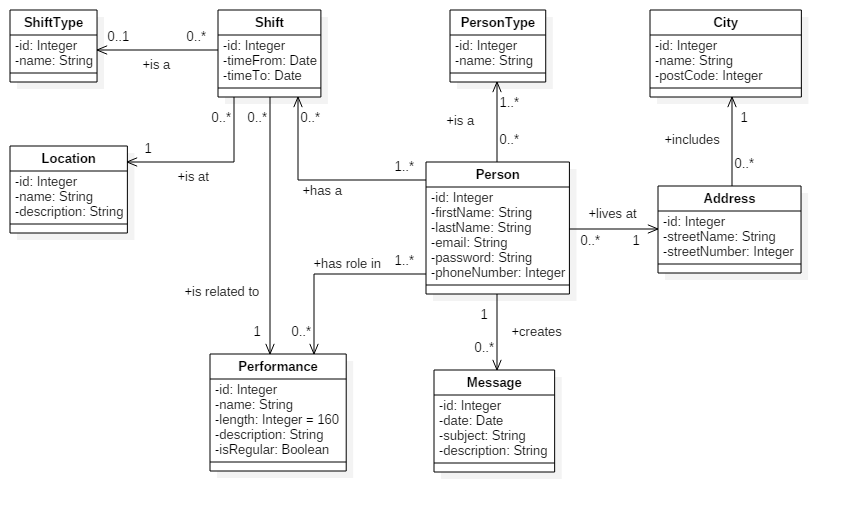 ShiftType
-id: Integer
-name: String
0..1
0..*
+is a
Shift
-id: Integer
-timeFrom: Date
-timeTo: Date
PersonType
-id: Integer
-name: String
City
-id: Integer
-name: String
-postCode: Integer
0..*
0..*
0..*
1..*
+is a
0..*
1
+includes
0..*
Location
-id: Integer
-name: String
-description: String
1
+is at
1..*
+has a
Person
-id: Integer
-firstName: String
-lastName: String
-email: String
-password: String
-phoneNumber: Integer
+lives at
0..*
1
Address
-id: Integer
-streetName: String
-streetNumber: Integer
+has role in
1..*
+is related to
1
0..*
1
+creates
0..*
Performance
-id: Integer
-name: String
-length: Integer = 160
-description: String
-isRegular: Boolean
Message
-id: Integer
-date: Date
-subject: String
-description: String